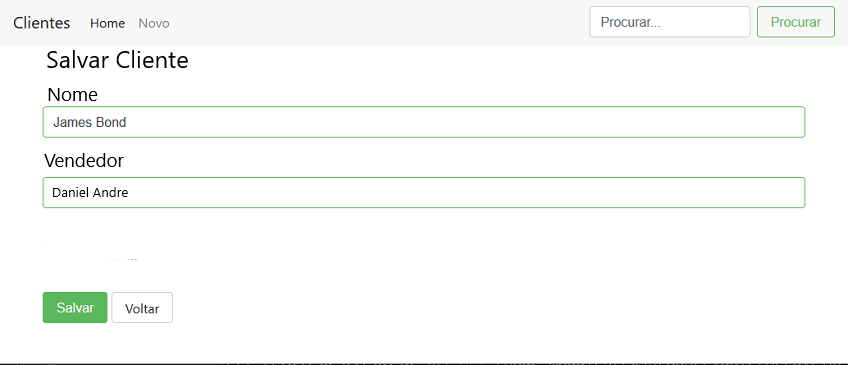 Clientes Home Novo Procurar... Procurar
Salvar Cliente
Nome
James Bond
Vendedor
Daniel Andre
Salvar Voltar